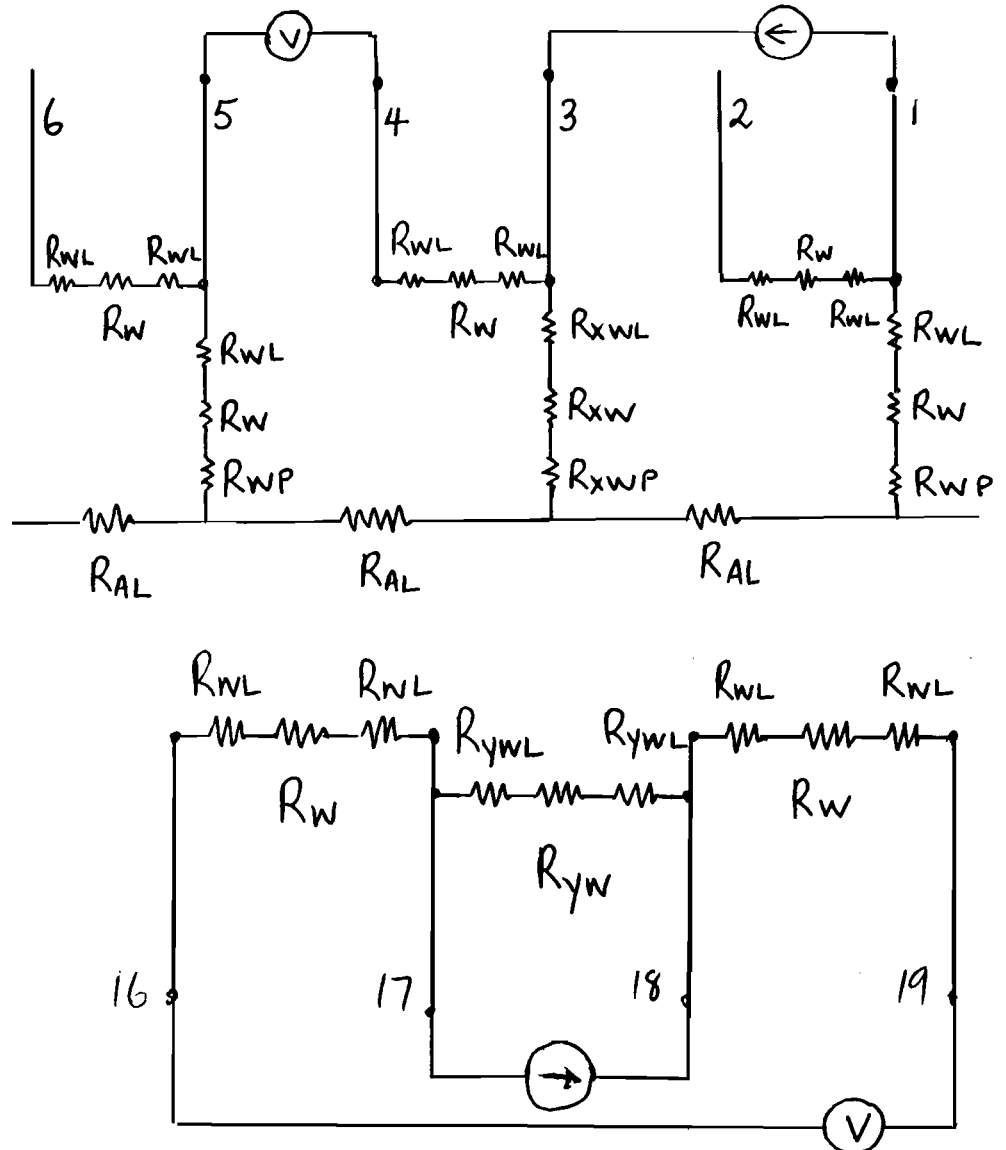 V
6 5 4 3 2 1
RWL RWL RWL RWL RW
RW RW RWL RWL
RWL RXWL RWL
RW RXW RW
RWP RXWP RWP
RAL RAL RAL
RWL RWL RWL RWL
RYWL RYWL
RW RW
RYW
16 17 18 19
V